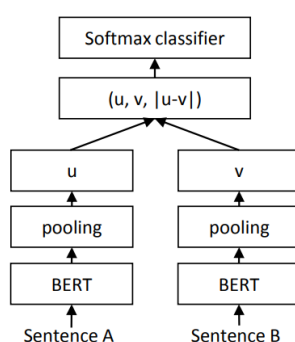 Softmax classifier
(u, v, |u-v|)
u
v
pooling
pooling
BERT
BERT
Sentence A
Sentence B